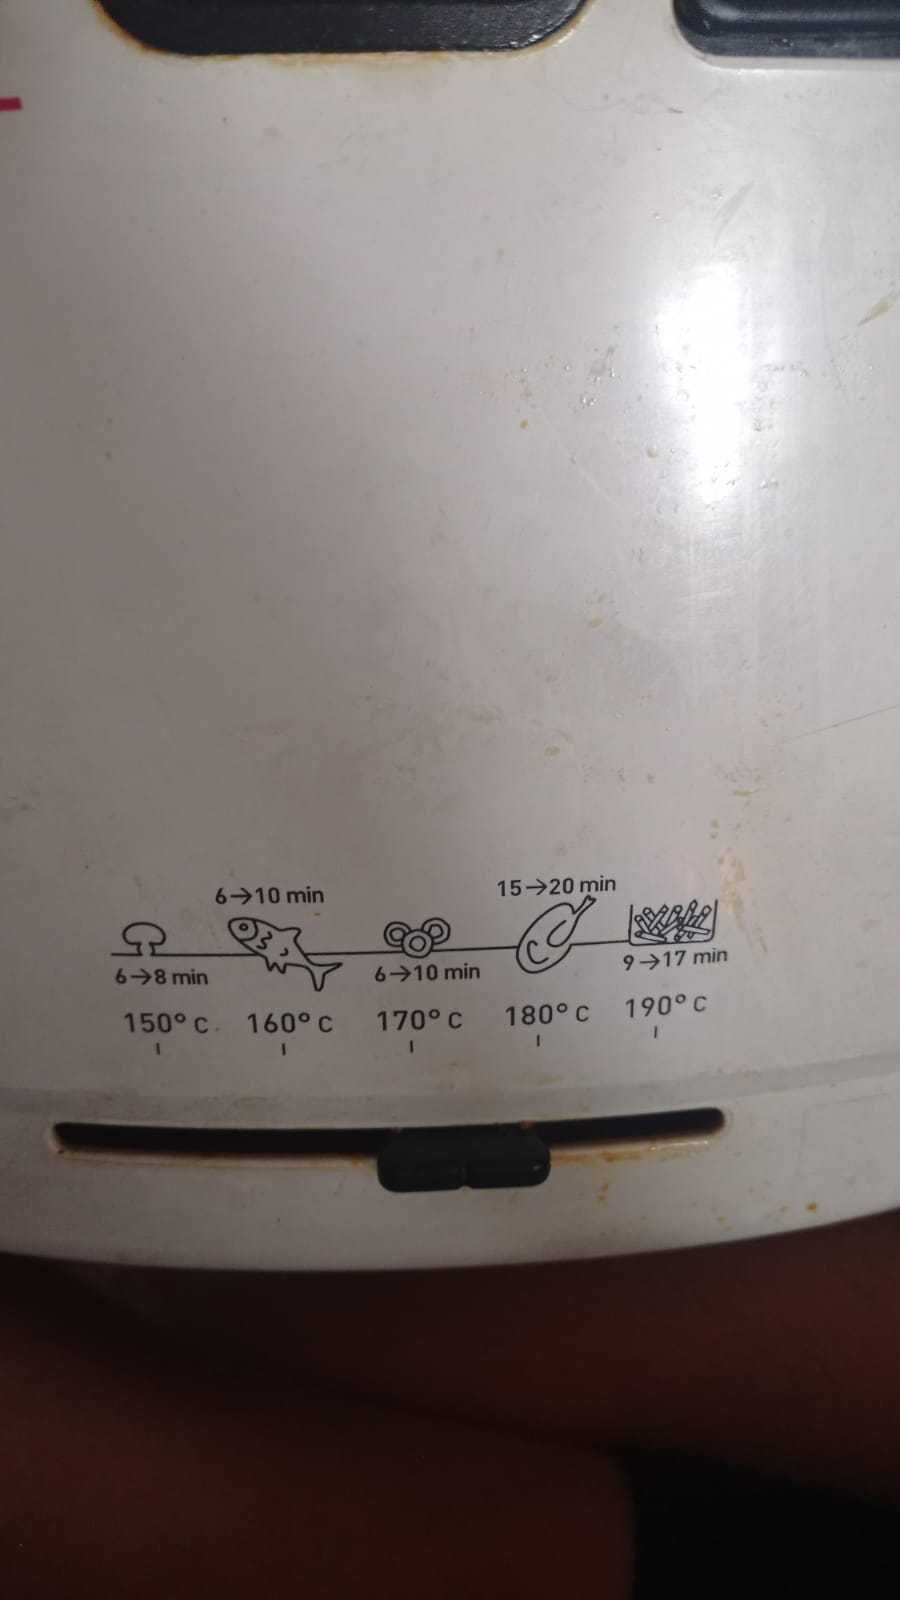 6→10 min
15→20 min
6→8 min
6→10 min
9→17 min
150° C
160° C
170° C
180° C
190° C